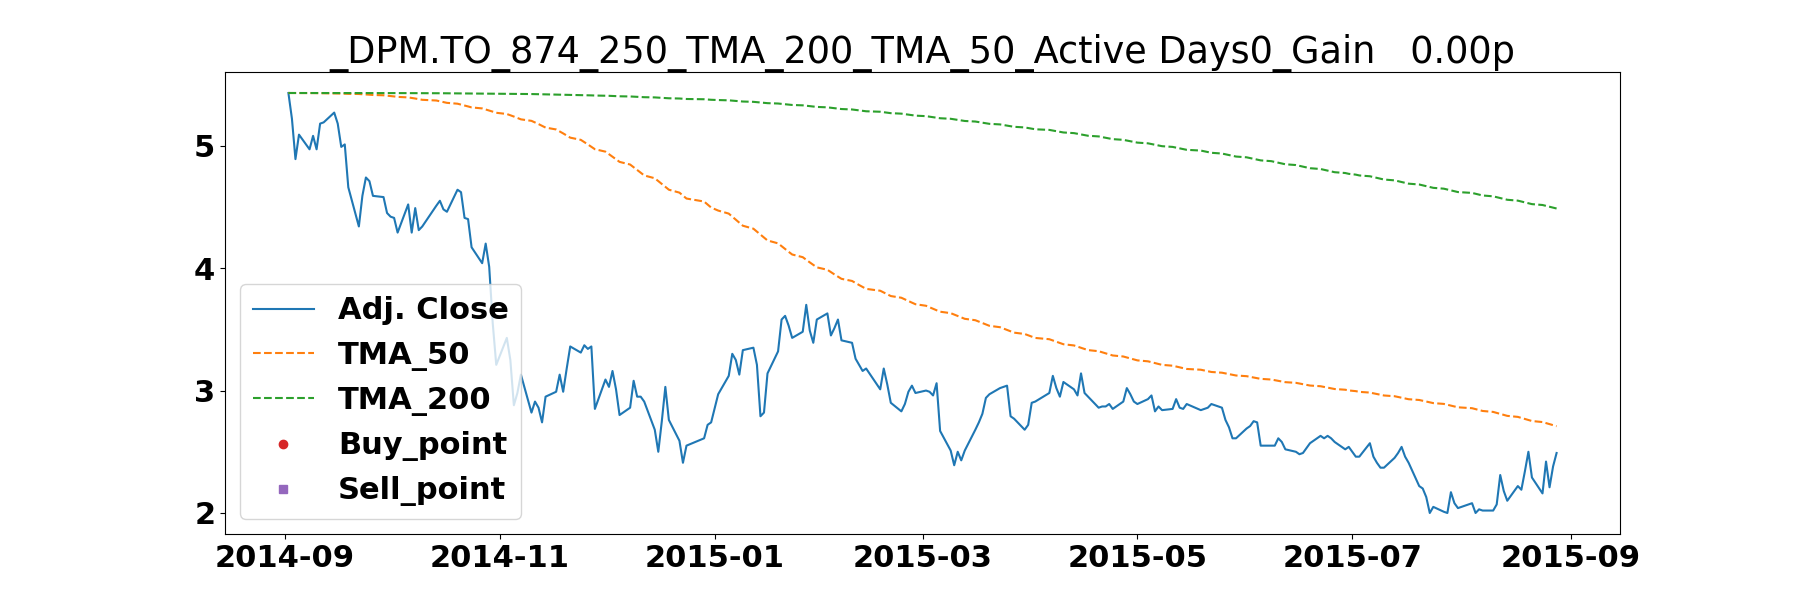 _DPM.TO_874_250_TMA_200_TMA_50_Active Days0_Gain   0.00p
5
4
3
2
Adj. Close
TMA_50
TMA_200
Buy_point
Sell_point
2014-09 2014-11 2015-01 2015-03 2015-05 2015-07 2015-09